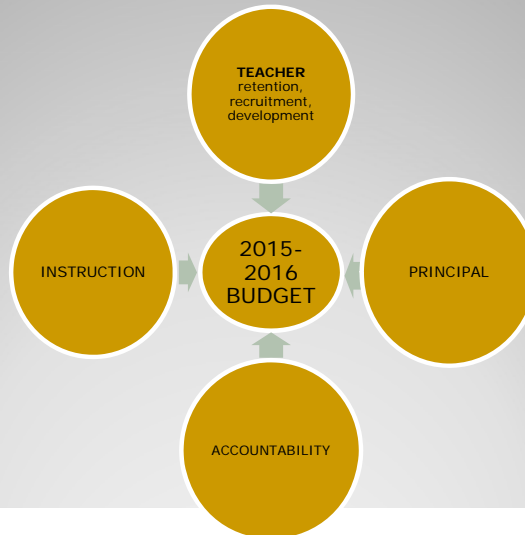 TEACHER
retention,
recruitment,
development
INSTRUCTION
2015-
2016
BUDGET
PRINCIPAL
ACCOUNTABILITY